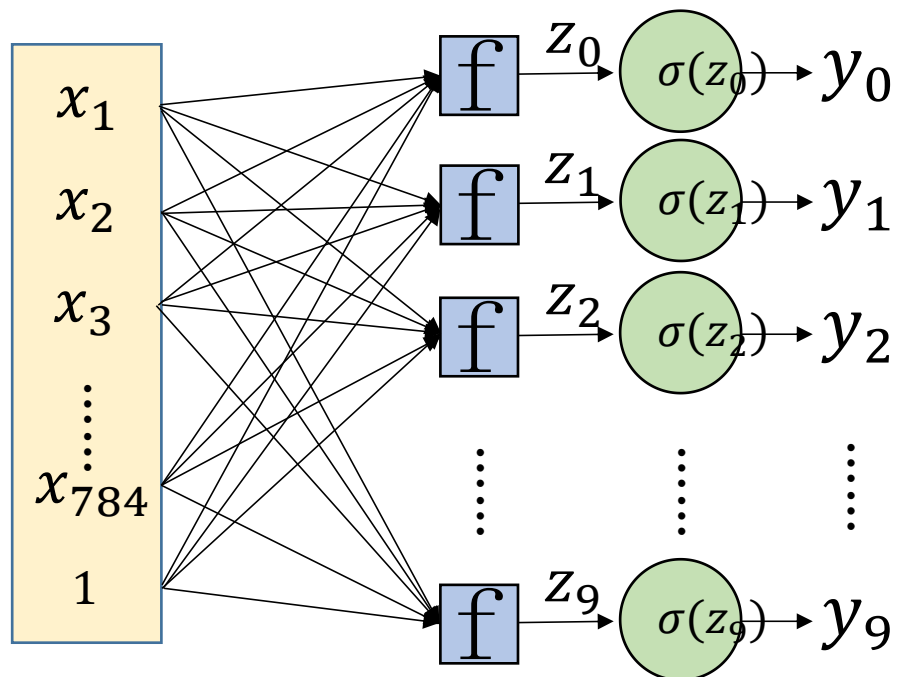 x₁
x₂
x₃
⋮
x₇₈₄
1
f z₀ σ(z₀) y₀
f z₁ σ(z₁) y₁
f z₂ σ(z₂) y₂
⋮ ⋮ ⋮
f z₉ σ(z₉) y₉